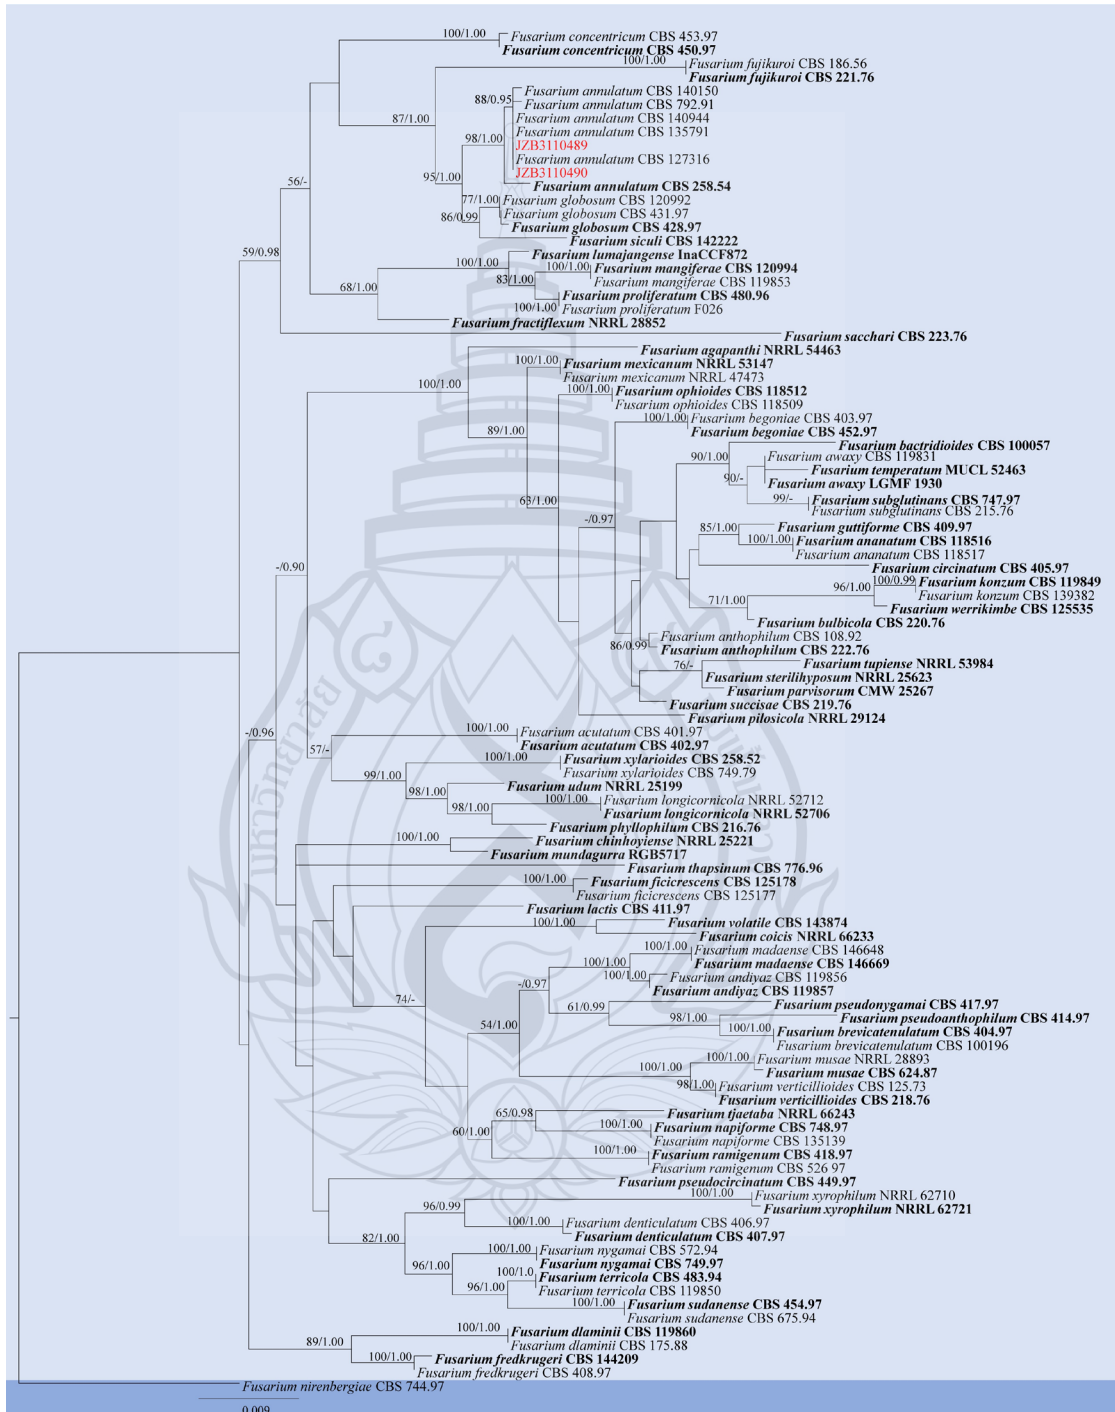 100/1.00
Fusarium concentricum CBS 453.97
Fusarium concentricum CBS 450.97
100/1.00
Fusarium fujikuroi CBS 186.56
Fusarium fujikuroi CBS 221.76
Fusarium annulatum CBS 140150
88/0.95
Fusarium annulatum CBS 792.91
Fusarium annulatum CBS 140944
87/1.00
Fusarium annulatum CBS 135791
98/1.00
JZB3110489
Fusarium annulatum CBS 127316
JZB3110490
56/-
95/1.00
Fusarium annulatum CBS 258.54
77/1.00
Fusarium globosum CBS 120992
Fusarium globosum CBS 431.97
86/0.99
Fusarium globosum CBS 428.97
Fusarium siculi CBS 142222
59/0.98
Fusarium lumajangense InaCCF872
100/1.00
100/1.00
Fusarium mangiferae CBS 120994
83/1.00
Fusarium mangiferae CBS 119853
68/1.00
Fusarium proliferatum CBS 480.96
100/1.00
Fusarium proliferatum F026
Fusarium fractiflexum NRRL 28852
Fusarium sacchari CBS 223.76
Fusarium agapanthi NRRL 54463
100/1.00
Fusarium mexicanum NRRL 53147
Fusarium mexicanum NRRL 47473
100/1.00
100/1.00
Fusarium ophioides CBS 118512
Fusarium ophioides CBS 118509
100/1.00
Fusarium begoniae CBS 403.97
89/1.00
Fusarium begoniae CBS 452.97
Fusarium bactridioides CBS 100057
90/1.00
Fusarium awaxy CBS 119831
Fusarium temperatum MUCL 52463
90/-
Fusarium awaxy LGMF 1930
63/1.00
99/-
Fusarium subglutinans CBS 747.97
Fusarium subglutinans CBS 215.76
-/0.97
85/1.00
Fusarium guttiforme CBS 409.97
100/1.00
Fusarium ananatum CBS 118516
Fusarium ananatum CBS 118517
Fusarium circinatum CBS 405.97
-/0.90
100/0.99
Fusarium konzum CBS 119849
96/1.00
Fusarium konzum CBS 139382
71/1.00
Fusarium werrikimbe CBS 125535
Fusarium bulbicola CBS 220.76
Fusarium anthophilum CBS 108.92
86/0.99
Fusarium anthophilum CBS 222.76
76/-
Fusarium tupiense NRRL 53984
Fusarium sterilihyposum NRRL 25623
Fusarium parvisorum CMW 25267
Fusarium succisae CBS 219.76
Fusarium pilosicola NRRL 29124
-/0.96
100/1.00
Fusarium acutatum CBS 401.97
Fusarium acutatum CBS 402.97
57/-
100/1.00
Fusarium xylarioides CBS 258.52
Fusarium xylarioides CBS 749.79
99/1.00
Fusarium udum NRRL 25199
98/1.00
100/1.00
Fusarium longicornicola NRRL 52712
98/1.00
Fusarium longicornicola NRRL 52706
Fusarium phyllophilum CBS 216.76
100/1.00
Fusarium chinhoyiense NRRL 25221
Fusarium mundagurra RGB5717
Fusarium thapsinum CBS 776.96
100/1.00
Fusarium ficicrescens CBS 125178
Fusarium ficicrescens CBS 125177
Fusarium lactis CBS 411.97
100/1.00
Fusarium volatile CBS 143874
Fusarium coicis NRRL 66233
100/1.00
Fusarium madaense CBS 146648
100/1.00
Fusarium madaense CBS 146669
-/0.97
100/1.00
Fusarium andiyaz CBS 119856
Fusarium andiyaz CBS 119857
74/-
61/0.99
Fusarium pseudonygamai CBS 417.97
98/1.00
Fusarium pseudoanthophilum CBS 414.97
54/1.00
100/1.00
Fusarium brevicatenulatum CBS 404.97
Fusarium brevicatenulatum CBS 100196
100/1.00
Fusarium musae NRRL 28893
Fusarium musae CBS 624.87
98/1.00
Fusarium verticillioides CBS 125.73
Fusarium verticillioides CBS 218.76
65/0.98
Fusarium tjaetaba NRRL 66243
100/1.00
Fusarium napiforme CBS 748.97
60/1.00
Fusarium napiforme CBS 135139
100/1.00
Fusarium ramigenum CBS 418.97
Fusarium ramigenum CBS 526 97
Fusarium pseudocircinatum CBS 449.97
100/1.00
Fusarium xyrophilum NRRL 62710
96/0.99
Fusarium xyrophilum NRRL 62721
100/1.00
Fusarium denticulatum CBS 406.97
82/1.00
Fusarium denticulatum CBS 407.97
100/1.00
Fusarium nygamai CBS 572.94
96/1.00
Fusarium nygamai CBS 749.97
100/1.0
Fusarium terricola CBS 483.94
96/1.00
Fusarium terricola CBS 119850
100/1.00
Fusarium sudanense CBS 454.97
Fusarium sudanense CBS 675.94
100/1.00
Fusarium dlaminii CBS 119860
89/1.00
Fusarium dlaminii CBS 175.88
100/1.00
Fusarium fredkrugeri CBS 144209
Fusarium fredkrugeri CBS 408.97
Fusarium nirenbergiae CBS 744.97
0.009